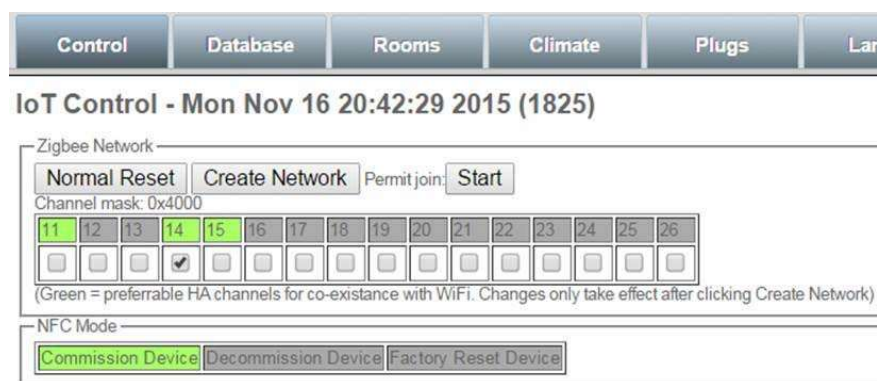 Control Database Rooms Climate Plugs
IoT Control - Mon Nov 16 20:42:29 2015 (1825)
Zigbee Network
Normal Reset Create Network Permit join: Start
Channel mask: 0x4000
11 12 13 14 15 16 17 18 19 20 21 22 23 24 25 26
(Green = preferrable HA channels for co-existance with WiFi. Changes only take effect after clicking Create Network)
NFC Mode
Commission Device Decommission Device Factory Reset Device